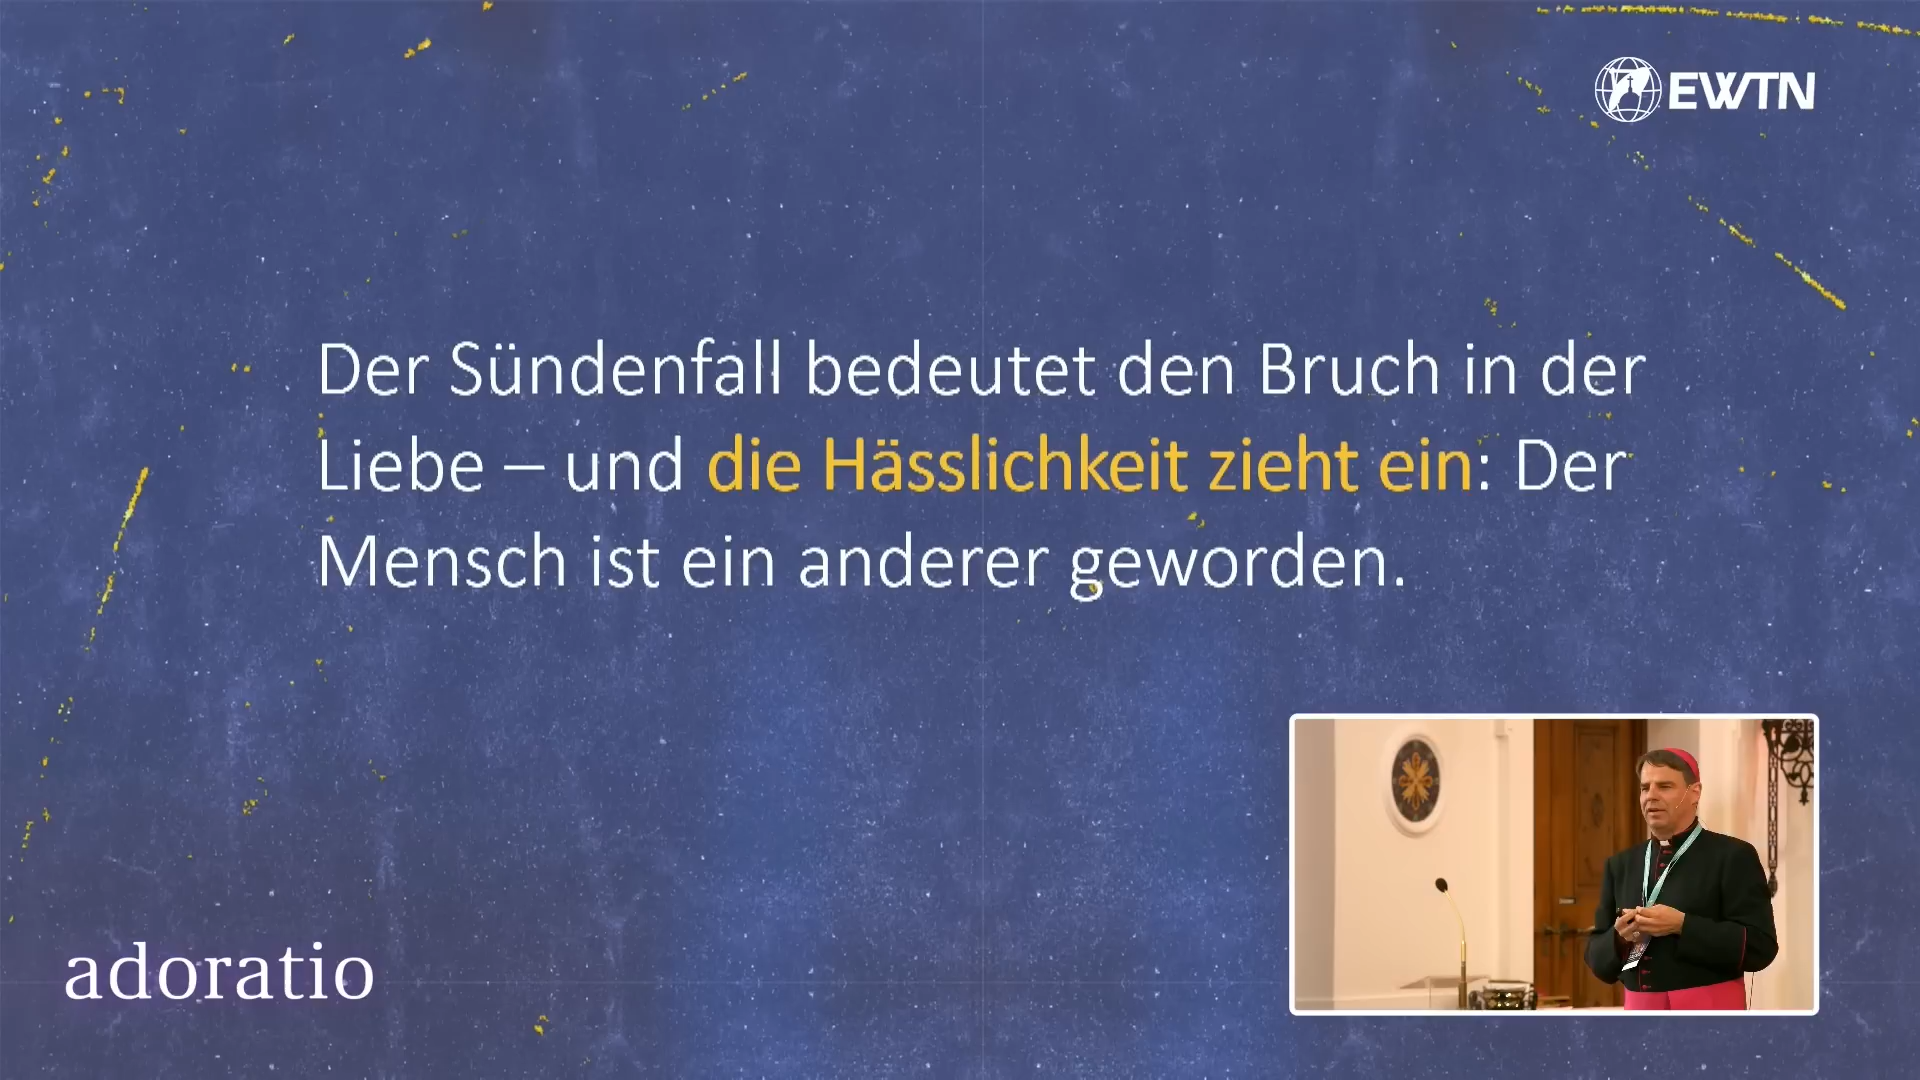 EWTN
Der Sündenfall bedeutet den Bruch in der
Liebe – und die Hässlichkeit zieht ein: Der
Mensch ist ein anderer geworden.
adoratio